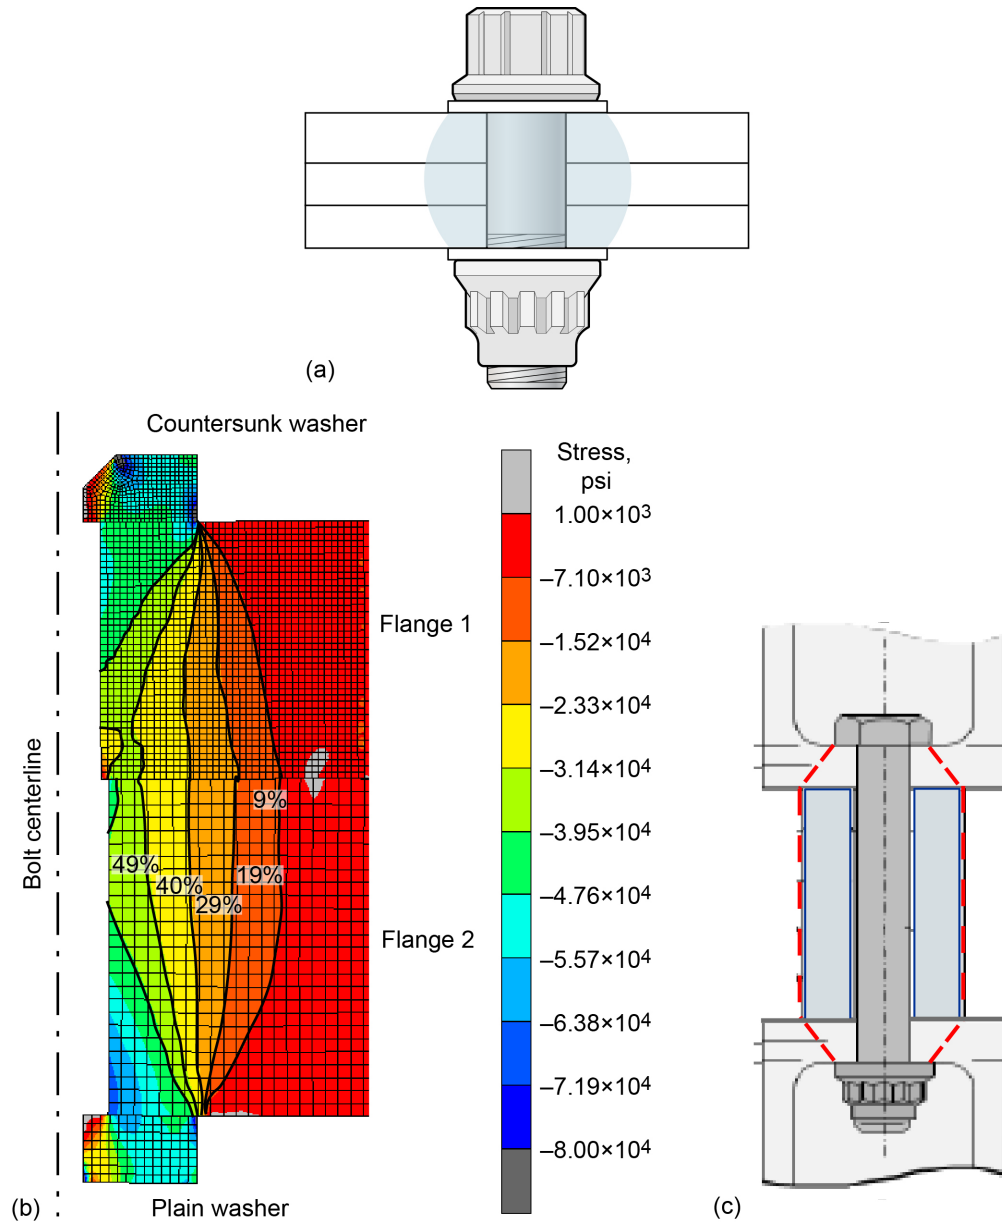 (a)
Countersunk washer
Stress,
psi
1.00×10³
–7.10×10³
Flange 1
–1.52×10⁴
–2.33×10⁴
–3.14×10⁴
Bolt centerline
9%
–3.95×10⁴
49%
40%
19%
29%
–4.76×10⁴
Flange 2
–5.57×10⁴
–6.38×10⁴
–7.19×10⁴
–8.00×10⁴
(b)
Plain washer
(c)